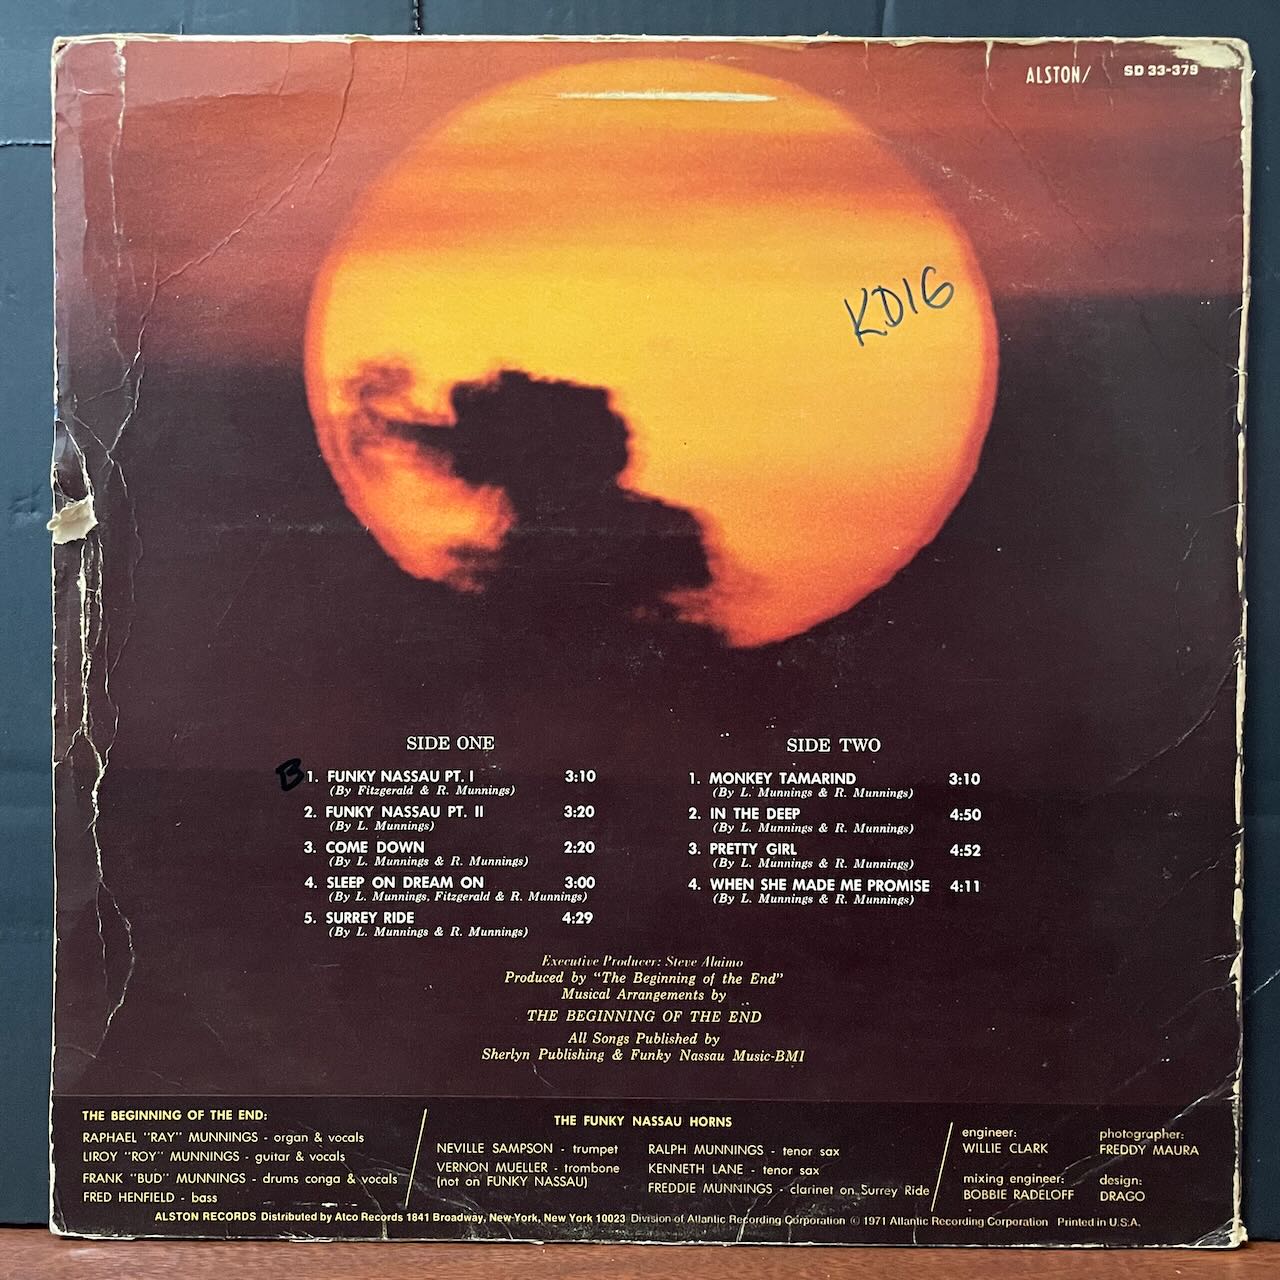 ALSTON/ SD 33-379
KD16
SIDE ONE
B 1. FUNKY NASSAU PT. I 3:10
(By Fitzgerald & R. Munnings)
2. FUNKY NASSAU PT. II 3:20
(By L. Munnings)
3. COME DOWN 2:20
(By L. Munnings & R. Munnings)
4. SLEEP ON DREAM ON 3:00
(By L. Munnings, Fitzgerald & R. Munnings)
5. SURREY RIDE 4:29
(By L. Munnings & R. Munnings)
SIDE TWO
1. MONKEY TAMARIND 3:10
(By L. Munnings & R. Munnings)
2. IN THE DEEP 4:50
(By L. Munnings & R. Munnings)
3. PRETTY GIRL 4:52
(By L. Munnings & R. Munnings)
4. WHEN SHE MADE ME PROMISE 4:11
(By L. Munnings & R. Munnings)
Executive Producer: Steve Alaimo
Produced by "The Beginning of the End"
Musical Arrangements by
THE BEGINNING OF THE END
All Songs Published by
Sherlyn Publishing & Funky Nassau Music-BMI
THE BEGINNING OF THE END:
RAPHAEL "RAY" MUNNINGS - organ & vocals
LIROY "ROY" MUNNINGS - guitar & vocals
FRANK "BUD" MUNNINGS - drums conga & vocals
FRED HENFIELD - bass
THE FUNKY NASSAU HORNS
NEVILLE SAMPSON - trumpet
VERNON MUELLER - trombone
(not on FUNKY NASSAU)
RALPH MUNNINGS - tenor sax
KENNETH LANE - tenor sax
FREDDIE MUNNINGS - clarinet on Surrey Ride
engineer:
WILLIE CLARK
mixing engineer:
BOBBIE RADELOFF
photographer:
FREDDY MAURA
design:
DRAGO
ALSTON RECORDS Distributed by Atco Records 1841 Broadway, New York, New York 10023 Division of Atlantic Recording Corporation © 1971 Atlantic Recording Corporation Printed in U.S.A.